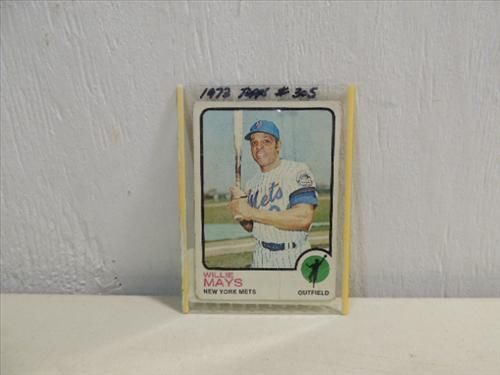 1972 TOPPS # 305
Mets
WILLIE
MAYS
NEW YORK METS
OUTFIELD